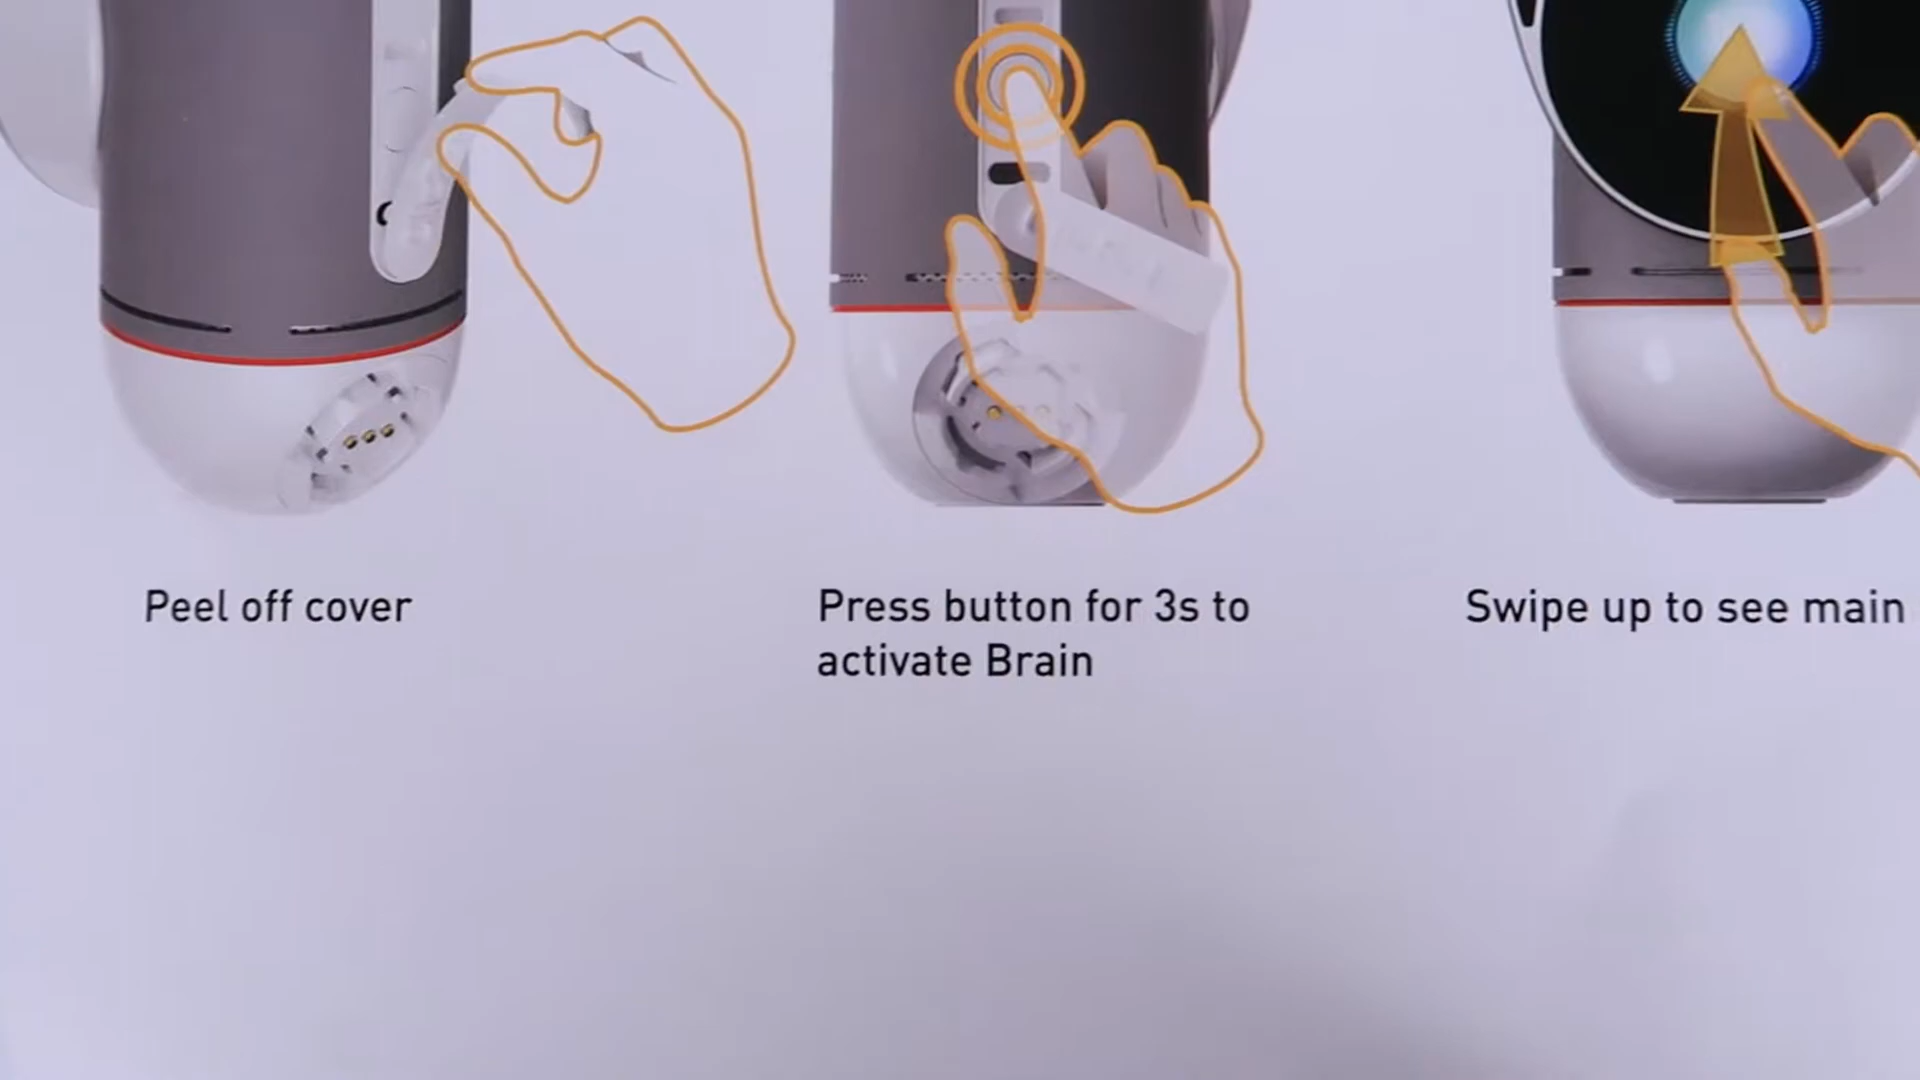 Peel off cover
Press button for 3s to
activate Brain
Swipe up to see main